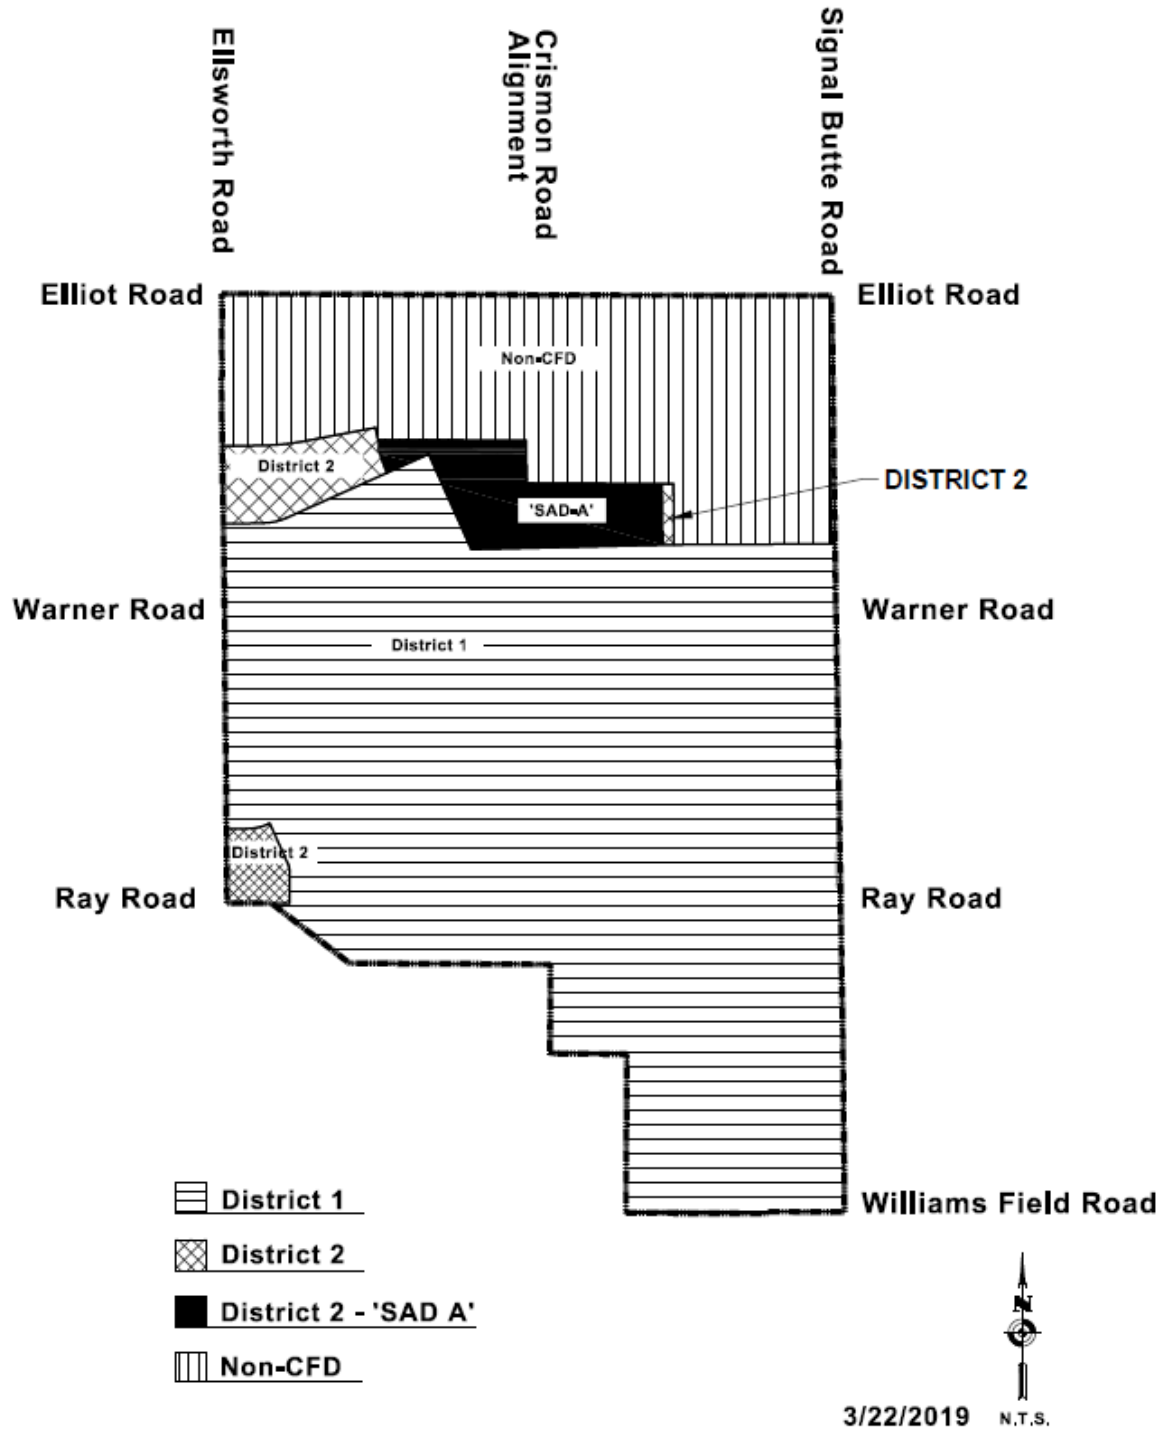 Ellsworth Road
Crismon Road
Alignment
Signal Butte Road
Elliot Road
Elliot Road
Non-CFD
District 2
DISTRICT 2
'SAD-A'
Warner Road
Warner Road
District 1
District 2
Ray Road
Ray Road
Williams Field Road
District 1
District 2
District 2 - 'SAD A'
Non-CFD
N
3/22/2019
N.T.S.